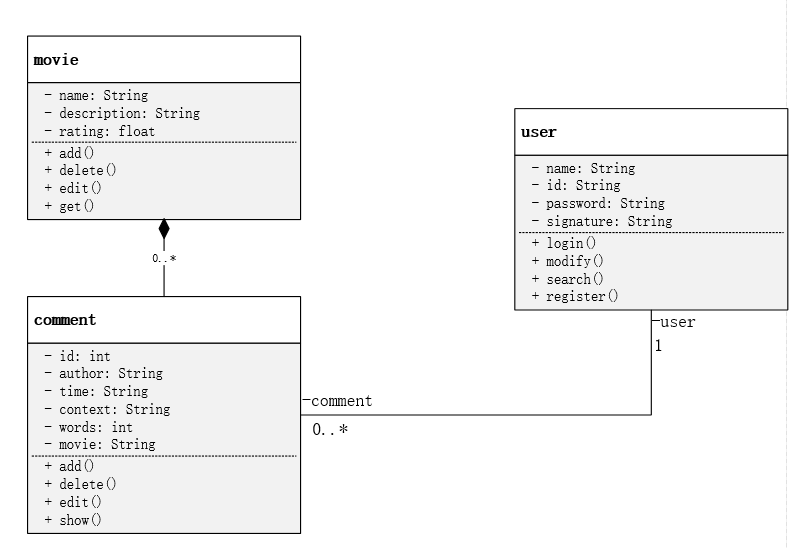 movie
- name: String
- description: String
- rating: float
+ add()
+ delete()
+ edit()
+ get()
0..*
comment
- id: int
- author: String
- time: String
- context: String
- words: int
- movie: String
+ add()
+ delete()
+ edit()
+ show()
user
- name: String
- id: String
- password: String
- signature: String
+ login()
+ modify()
+ search()
+ register()
-user
1
-comment
0..*